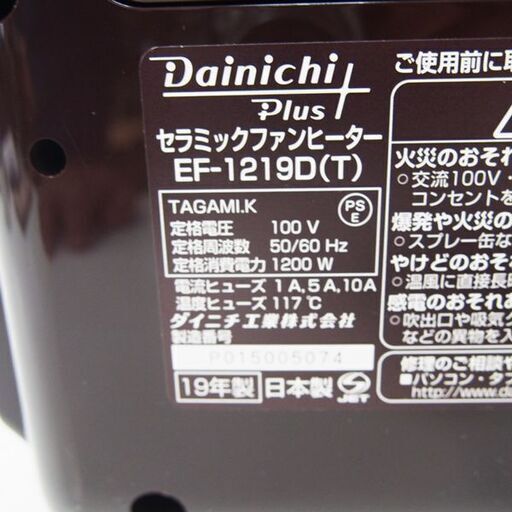 Dainichi
Plus
セラミックファンヒーター
EF-1219D(T)
TAGAMI.K
PS
E
定格電圧 100 V
定格周波数 50/60 Hz
定格消費電力 1200 W
電流ヒューズ 1 A,5 A,10A
温度ヒューズ 117℃
ダイニチ工業株式会社
製造番号
P015005074
19年製 日本製 JET
ご使用前に取
火災のおそれ
○交流100V・
コンセントを
爆発や火災の
○スプレー缶な
やけどのおそれ
○温風に直接長時
感電のおそれあ
○吹出口や吸気
などの異物を入
修理のご相談や
■パソコン・タブ
http://www.da